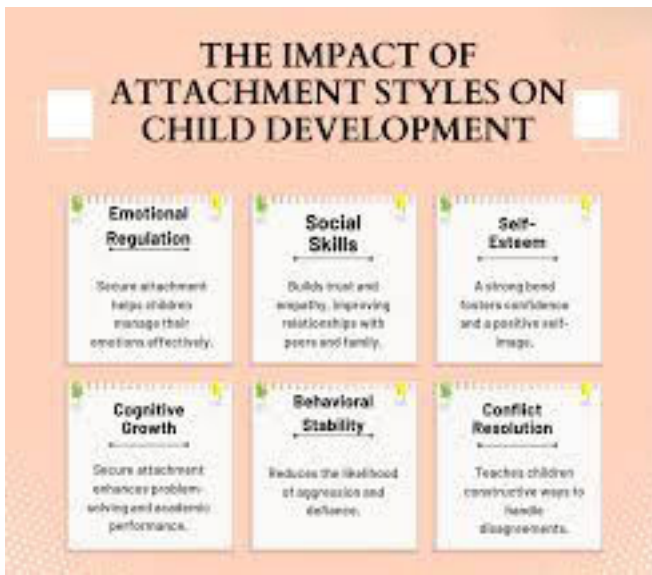 THE IMPACT OF
ATTACHMENT STYLES ON
CHILD DEVELOPMENT
Emotional
Regulation
Secure attachment
helps children
manage their
emotions effectively.
Social
Skills
Builds trust and
empathy, improving
relationships with
peers and family.
Self-
Esteem
A strong bond
fosters confidence
and a positive self-
image.
Cognitive
Growth
Secure attachment
enhances problem-
solving and academic
performance.
Behavioral
Stability
Reduces the likelihood
of aggression and
defiance.
Conflict
Resolution
Teaches children
constructive ways to
handle
disagreements.